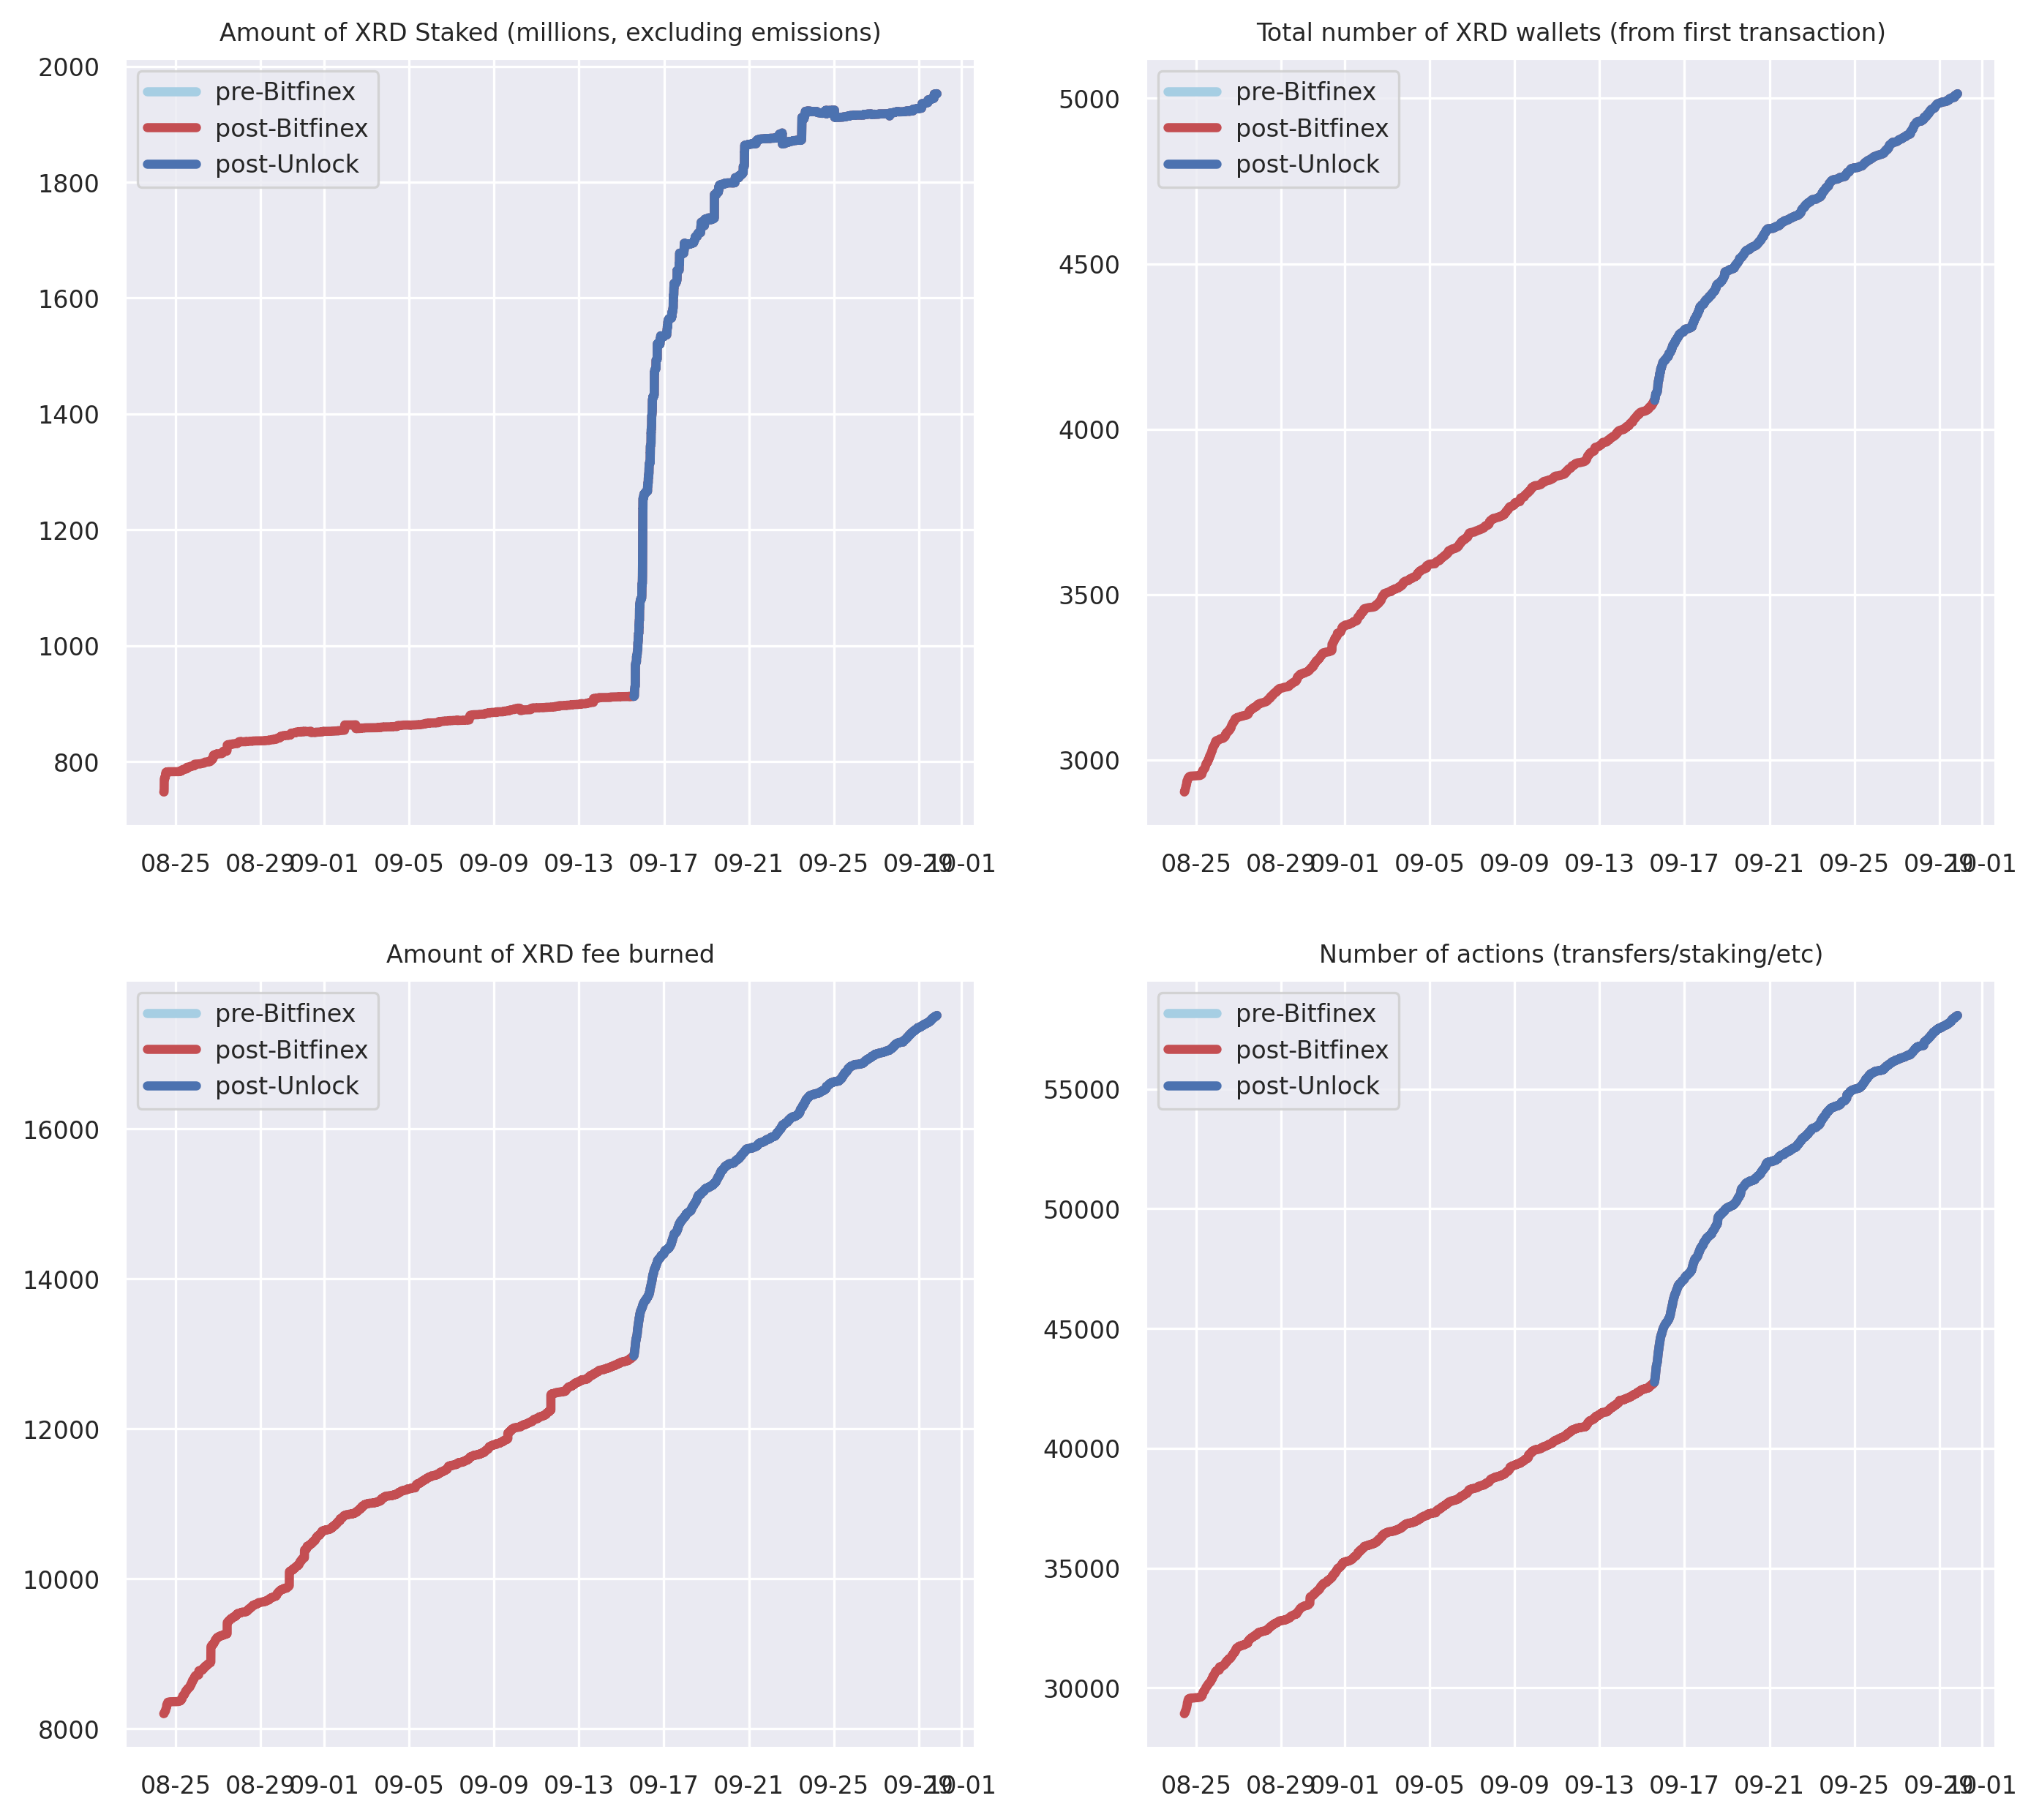 Amount of XRD Staked (millions, excluding emissions)
2000
1800
1600
1400
1200
1000
800
pre-Bitfinex
post-Bitfinex
post-Unlock
08-25 08-29 09-01 09-05 09-09 09-13 09-17 09-21 09-25 09-29 10-01
Total number of XRD wallets (from first transaction)
5000
4500
4000
3500
3000
pre-Bitfinex
post-Bitfinex
post-Unlock
08-25 08-29 09-01 09-05 09-09 09-13 09-17 09-21 09-25 09-29 10-01
Amount of XRD fee burned
16000
14000
12000
10000
8000
pre-Bitfinex
post-Bitfinex
post-Unlock
08-25 08-29 09-01 09-05 09-09 09-13 09-17 09-21 09-25 09-29 10-01
Number of actions (transfers/staking/etc)
55000
50000
45000
40000
35000
30000
pre-Bitfinex
post-Bitfinex
post-Unlock
08-25 08-29 09-01 09-05 09-09 09-13 09-17 09-21 09-25 09-29 10-01